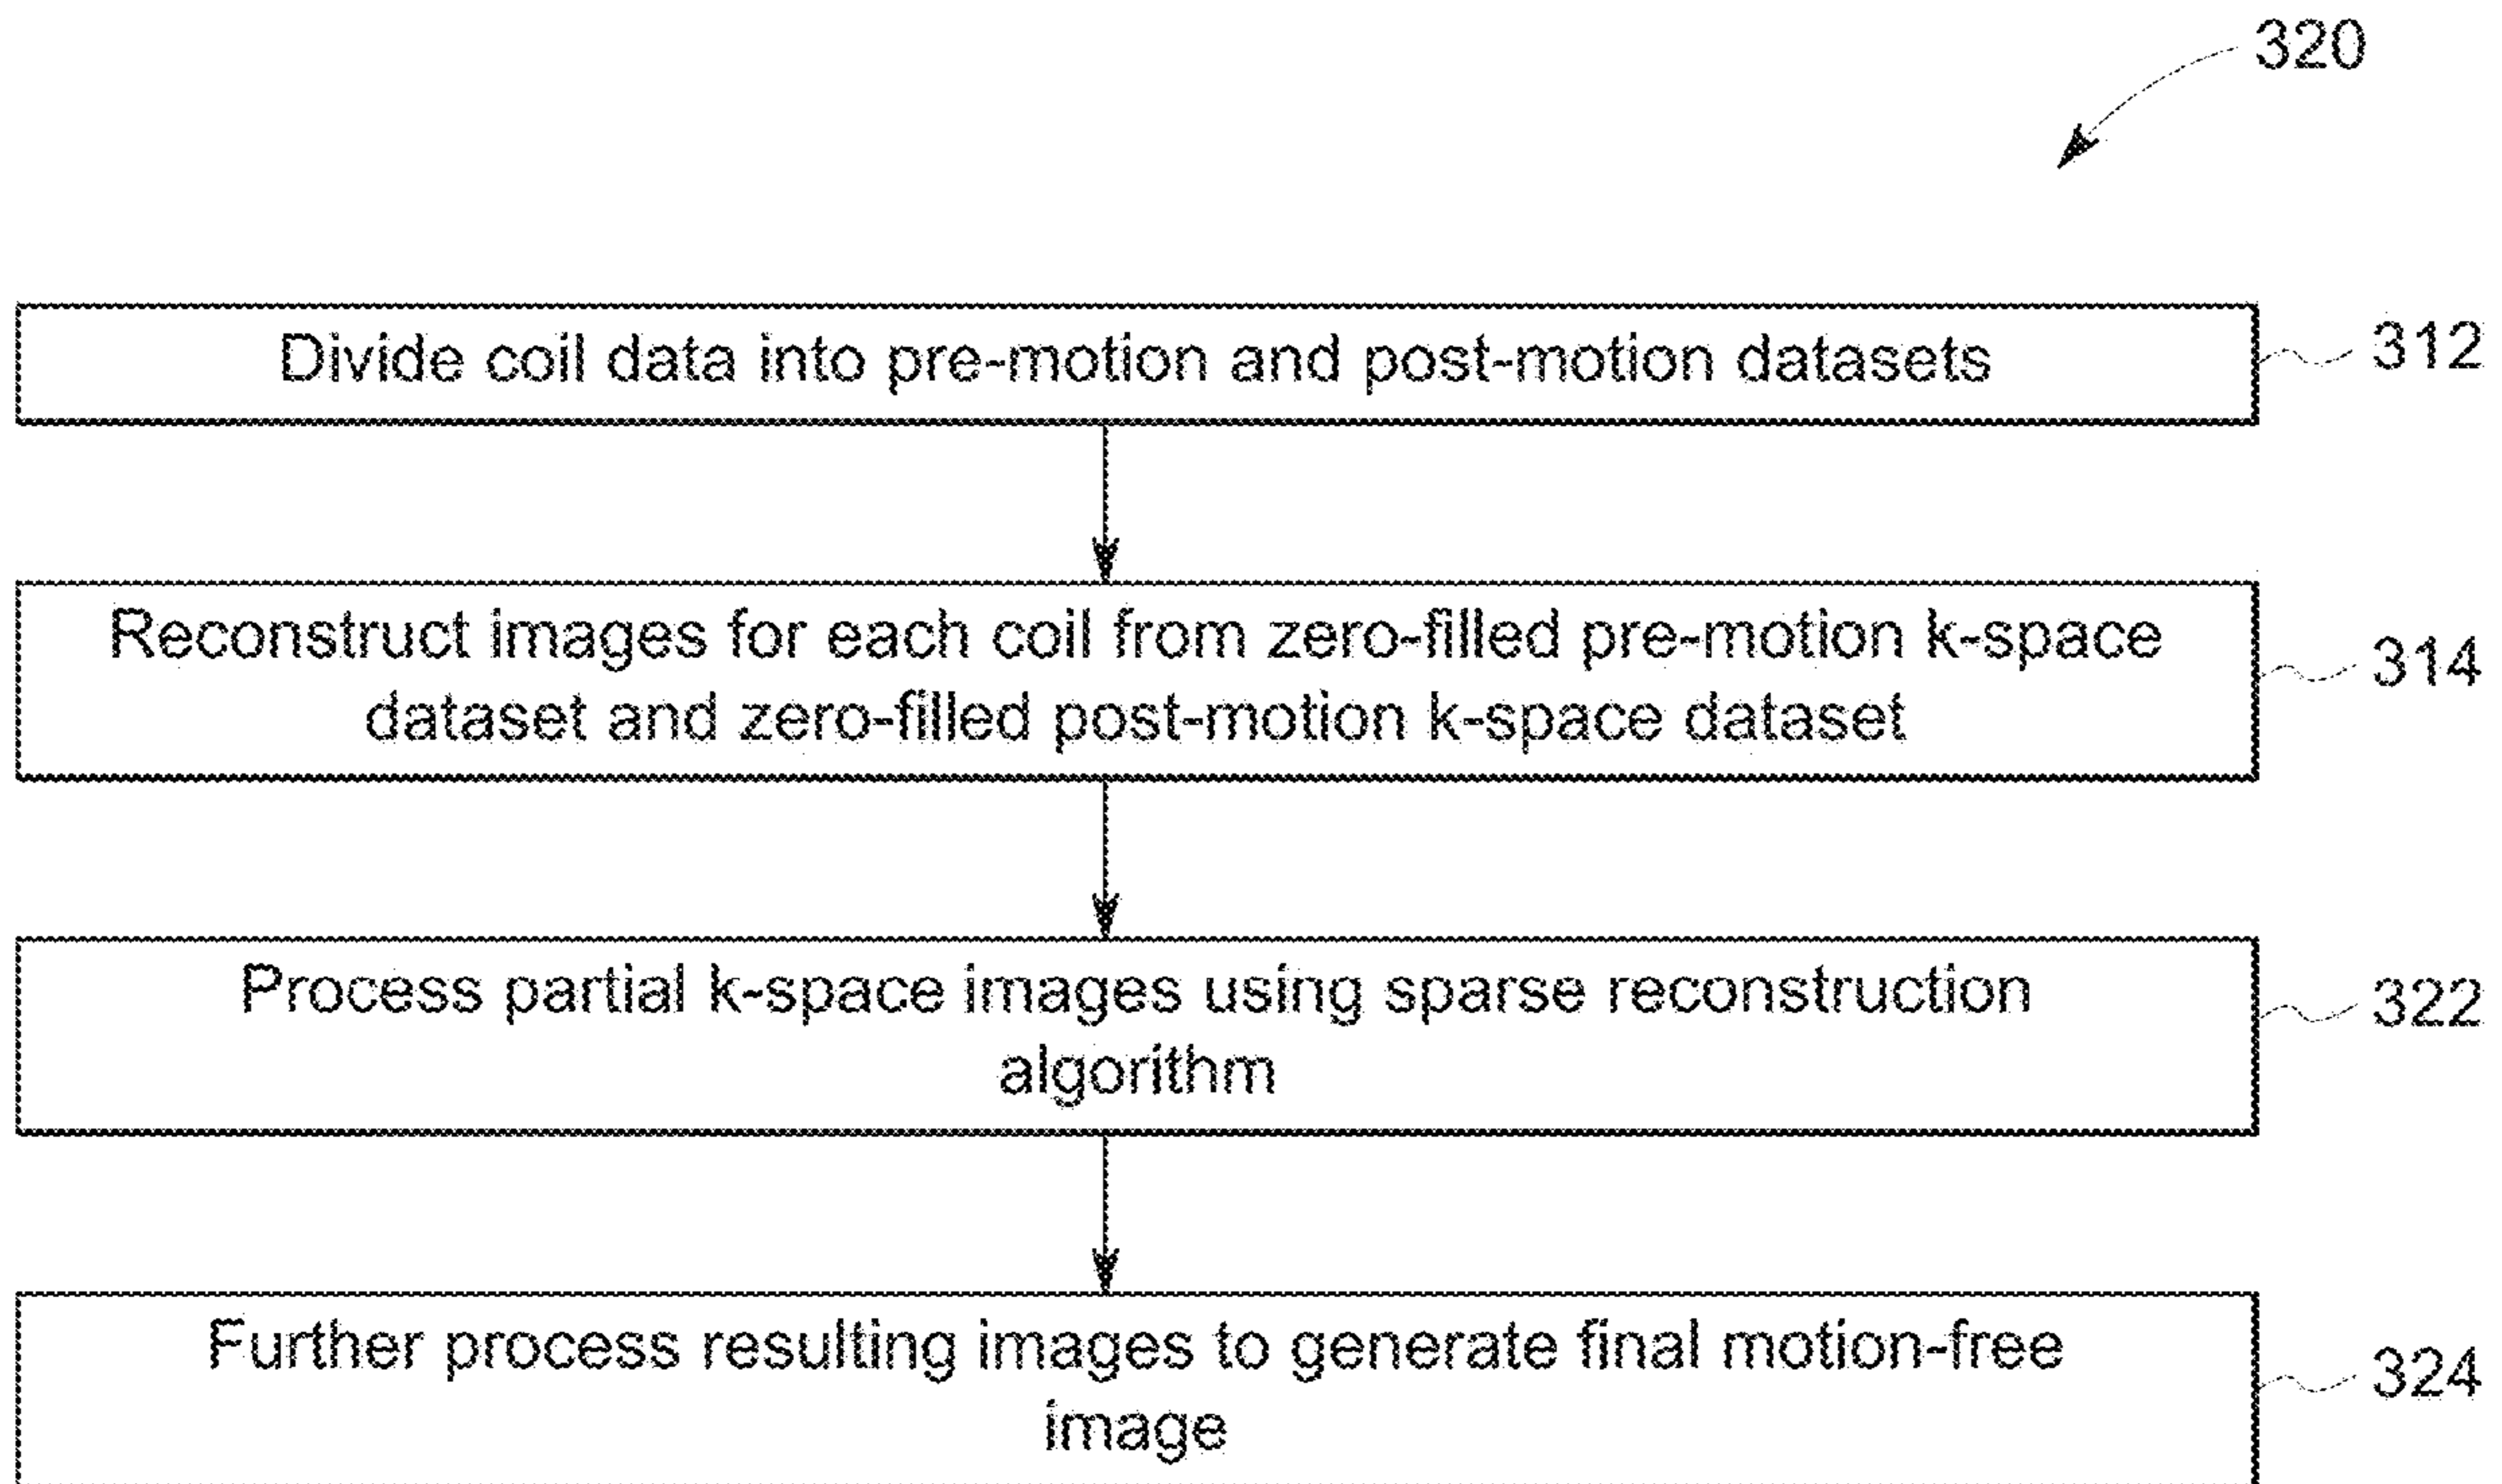 320
Divide coil data into pre-motion and post-motion datasets
312
Reconstruct images for each coil from zero-filled pre-motion k-space
dataset and zero-filled post-motion k-space dataset
314
Process partial k-space images using sparse reconstruction
algorithm
322
Further process resulting images to generate final motion-free
image
324